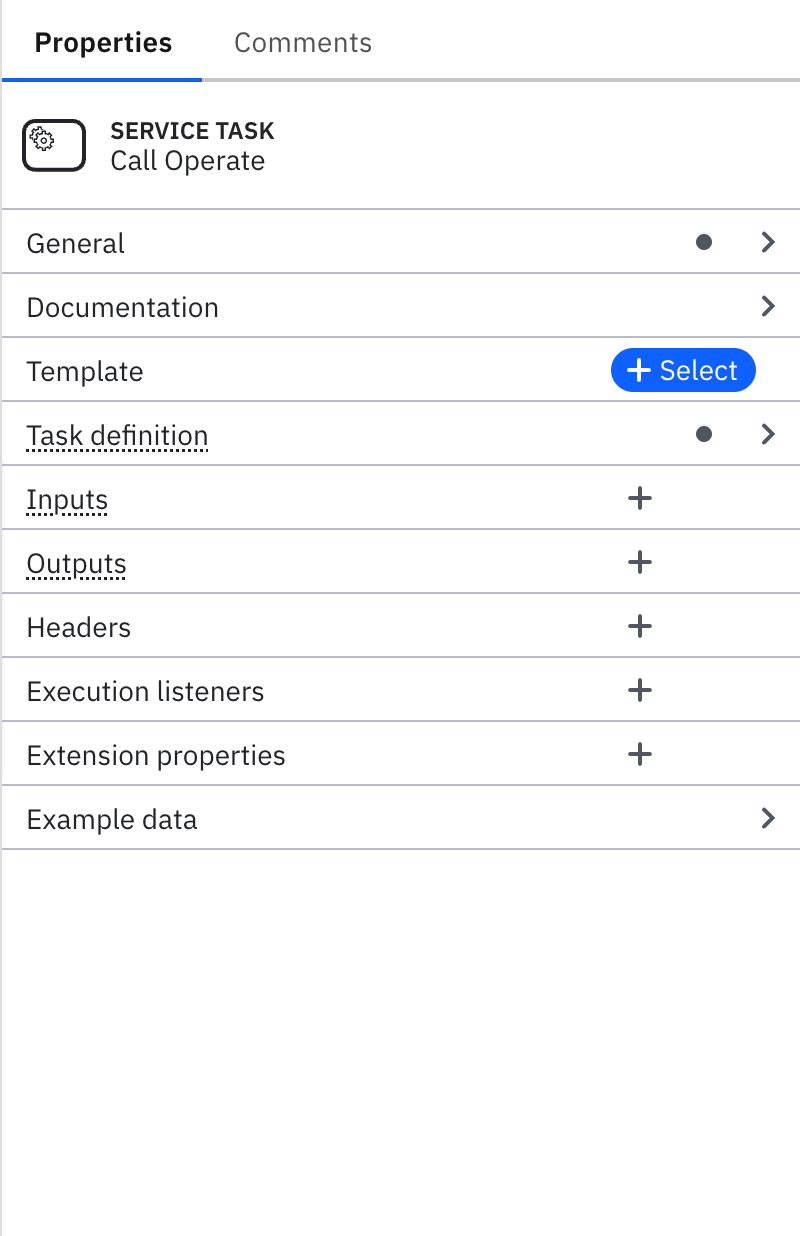 Properties Comments
SERVICE TASK
Call Operate
General
Documentation
Template Select
Task definition
Inputs
Outputs
Headers
Execution listeners
Extension properties
Example data